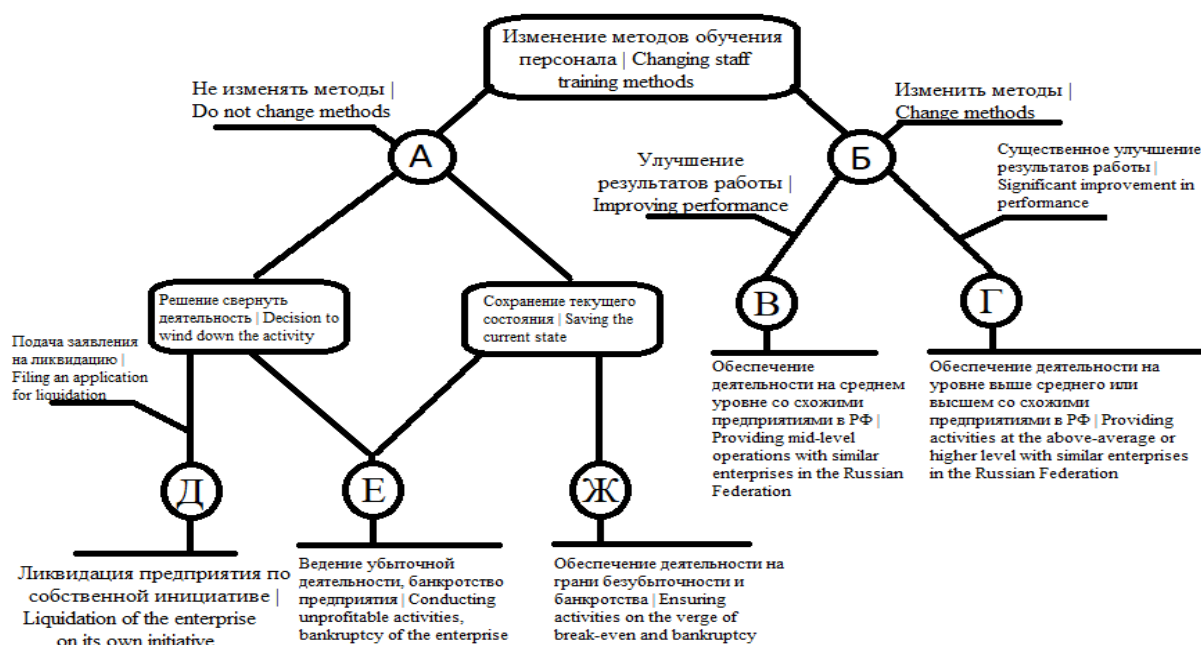 Изменение методов обучения
персонала | Changing staff
training methods
Не изменять методы |
Do not change methods
Изменить методы |
Change methods
А
Б
Улучшение
результатов работы |
Improving performance
Существенное улучшение
результатов работы |
Significant improvement in
performance
Решение свернуть
деятельность | Decision to
wind down the activity
Сохранение текущего
состояния | Saving the
current state
В
Г
Подача заявления
на ликвидацию |
Filing an application
for liquidation
Обеспечение
деятельности на среднем
уровне со схожими
предприятиями в РФ |
Providing mid-level
operations with similar
enterprises in the Russian
Federation
Обеспечение деятельности на
уровне выше среднего или
высшем со схожими
предприятиями в РФ | Providing
activities at the above-average or
higher level with similar enterprises
in the Russian Federation
Д
Е
Ж
Ликвидация предприятия по
собственной инициативе |
Liquidation of the enterprise
on its own initiative
Ведение убыточной
деятельности, банкротство
предприятия | Conducting
unprofitable activities,
bankruptcy of the enterprise
Обеспечение деятельности на
грани безубыточности и
банкротства | Ensuring
activities on the verge of
break-even and bankruptcy